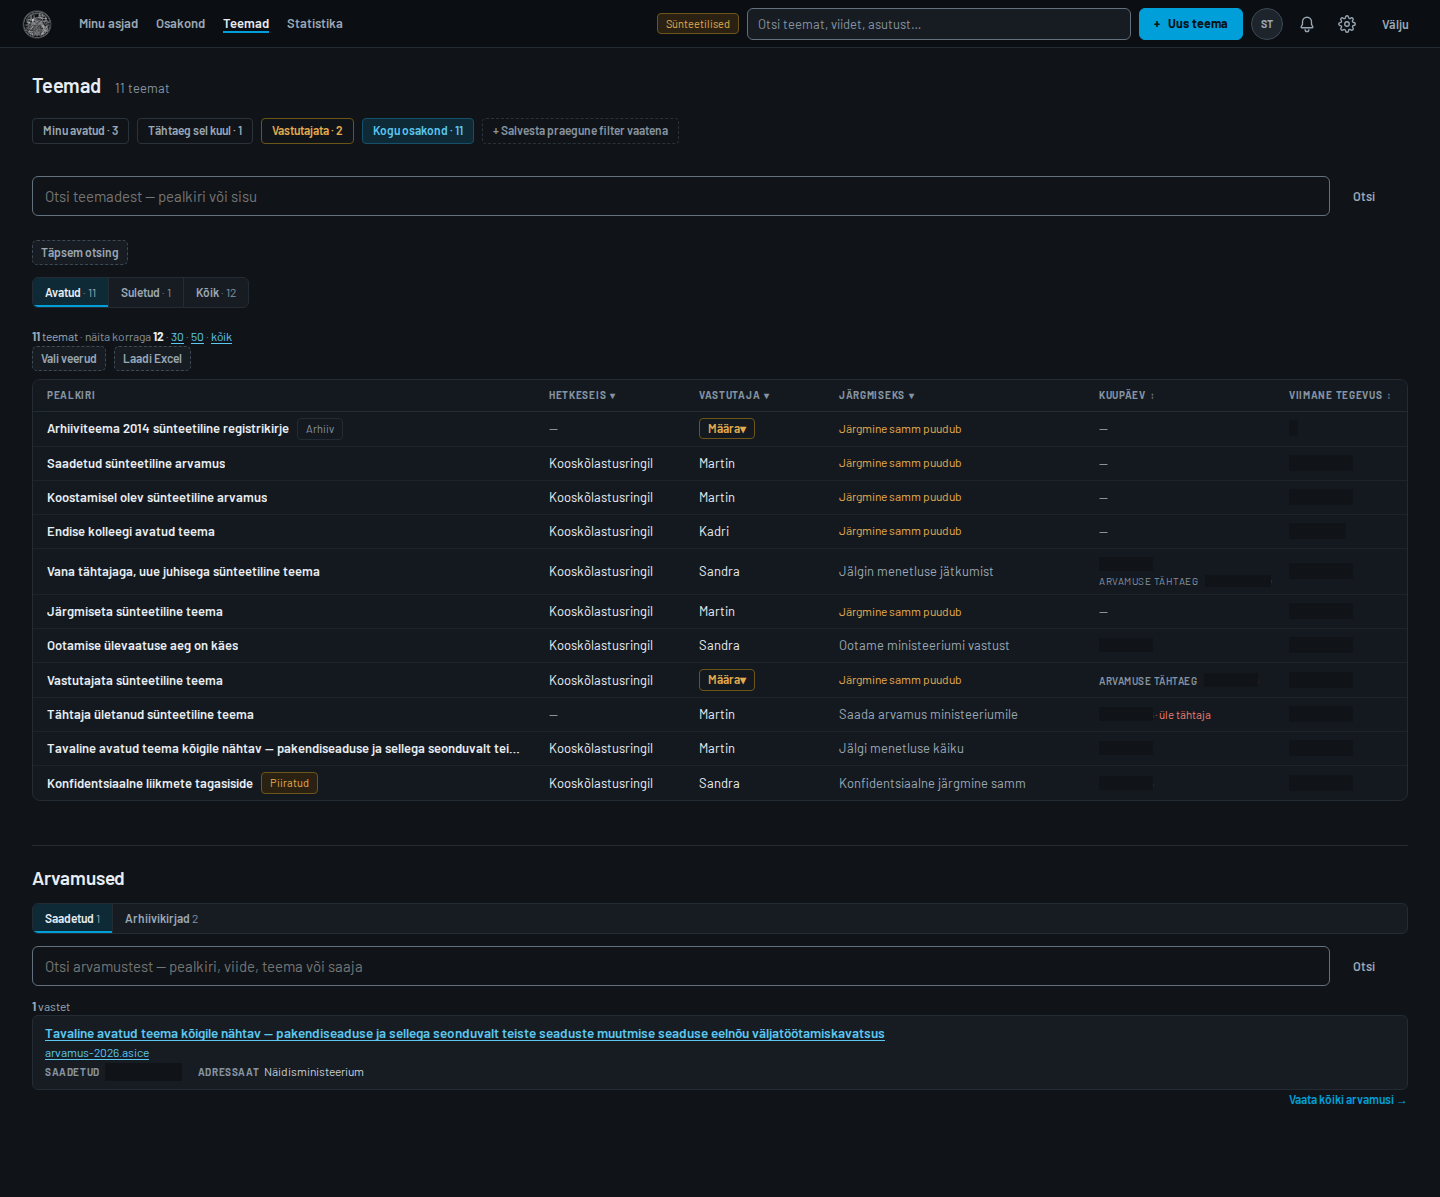 Minu asjad Osakond Teemad Statistika Sünteetilised Otsi teemat, viidet, asutust... + Uus teema ST Välju
Teemad 11 teemat
Minu avatud · 3 Tähtaeg sel kuul · 1 Vastutajata · 2 Kogu osakond · 11 + Salvesta praegune filter vaatena
Otsi teemadest — pealkiri või sisu Otsi
Täpsem otsing
Avatud · 11 Suletud · 1 Kõik · 12
11 teemat · näita korraga 12 · 30 · 50 · kõik
Vali veerud Laadi Excel
PEALKIRI HETKESEIS ▾ VASTUTAJA ▾ JÄRGMISEKS ▾ KUUPÄEV ↕ VIIMANE TEGEVUS ↕
Arhiiviteema 2014 sünteetiline registrikirje Arhiiv — Määra▾ Järgmine samm puudub —
Saadetud sünteetiline arvamus Kooskõlastusringil Martin Järgmine samm puudub —
Koostamisel olev sünteetiline arvamus Kooskõlastusringil Martin Järgmine samm puudub —
Endise kolleegi avatud teema Kooskõlastusringil Kadri Järgmine samm puudub —
Vana tähtajaga, uue juhisega sünteetiline teema Kooskõlastusringil Sandra Jälgin menetluse jätkumist
ARVAMUSE TÄHTAEG
Järgmiseta sünteetiline teema Kooskõlastusringil Martin Järgmine samm puudub —
Ootamise ülevaatuse aeg on käes Kooskõlastusringil Sandra Ootame ministeeriumi vastust
Vastutajata sünteetiline teema Kooskõlastusringil Määra▾ Järgmine samm puudub ARVAMUSE TÄHTAEG
Tähtaja ületanud sünteetiline teema — Martin Saada arvamus ministeeriumile · üle tähtaja
Tavaline avatud teema kõigile nähtav — pakendiseaduse ja sellega seonduvalt tei... Kooskõlastusringil Martin Jälgi menetluse käiku
Konfidentsiaalne liikmete tagasiside Piiratud Kooskõlastusringil Sandra Konfidentsiaalne järgmine samm
Arvamused
Saadetud 1 Arhiivikirjad 2
Otsi arvamustest — pealkiri, viide, teema või saaja Otsi
1 vastet
Tavaline avatud teema kõigile nähtav — pakendiseaduse ja sellega seonduvalt teiste seaduste muutmise seaduse eelnõu väljatöötamiskavatsus
arvamus-2026.asice
SAADETUD ADRESSAAT Näidisministeerium
Vaata kõiki arvamusi →